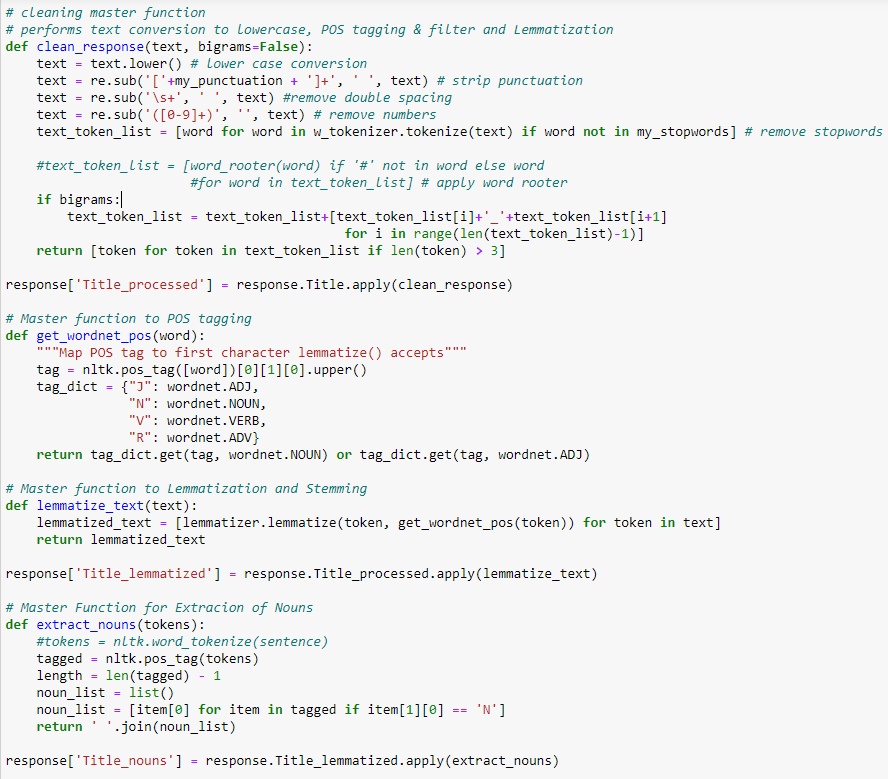 # cleaning master function
# performs text conversion to lowercase, POS tagging & filter and Lemmatization
def clean_response(text, bigrams=False):
    text = text.lower() # lower case conversion
    text = re.sub('['+my_punctuation + ']+', ' ', text) # strip punctuation
    text = re.sub('\s+', ' ', text) #remove double spacing
    text = re.sub('([0-9]+)', '', text) # remove numbers
    text_token_list = [word for word in w_tokenizer.tokenize(text) if word not in my_stopwords] # remove stopwords

    #text_token_list = [word_rooter(word) if '#' not in word else word
                        #for word in text_token_list] # apply word rooter
    if bigrams:
        text_token_list = text_token_list+[text_token_list[i]+'_'+text_token_list[i+1]
                                            for i in range(len(text_token_list)-1)]
    return [token for token in text_token_list if len(token) > 3]

response['Title_processed'] = response.Title.apply(clean_response)

# Master function to POS tagging
def get_wordnet_pos(word):
    """Map POS tag to first character lemmatize() accepts"""
    tag = nltk.pos_tag([word])[0][1][0].upper()
    tag_dict = {"J": wordnet.ADJ,
                "N": wordnet.NOUN,
                "V": wordnet.VERB,
                "R": wordnet.ADV}
    return tag_dict.get(tag, wordnet.NOUN) or tag_dict.get(tag, wordnet.ADJ)

# Master function to Lemmatization and Stemming
def lemmatize_text(text):
    lemmatized_text = [lemmatizer.lemmatize(token, get_wordnet_pos(token)) for token in text]
    return lemmatized_text

response['Title_lemmatized'] = response.Title_processed.apply(lemmatize_text)

# Master Function for Extracion of Nouns
def extract_nouns(tokens):
    #tokens = nltk.word_tokenize(sentence)
    tagged = nltk.pos_tag(tokens)
    length = len(tagged) - 1
    noun_list = list()
    noun_list = [item[0] for item in tagged if item[1][0] == 'N']
    return ' '.join(noun_list)

response['Title_nouns'] = response.Title_lemmatized.apply(extract_nouns)